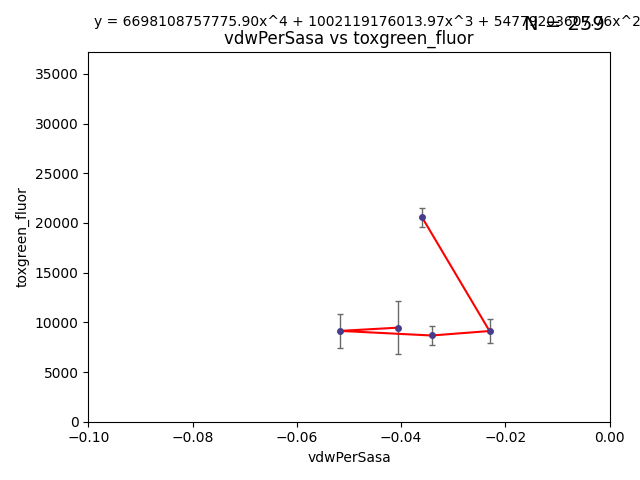 y = 6698108757775.90x^4 + 1002119176013.97x^3 +
N = 259
vdwPerSasa vs toxgreen_fluor
35000
30000
25000
20000
15000
10000
5000
0
toxgreen_fluor
−0.10 −0.08 −0.06 −0.04 −0.02 0.00
vdwPerSasa